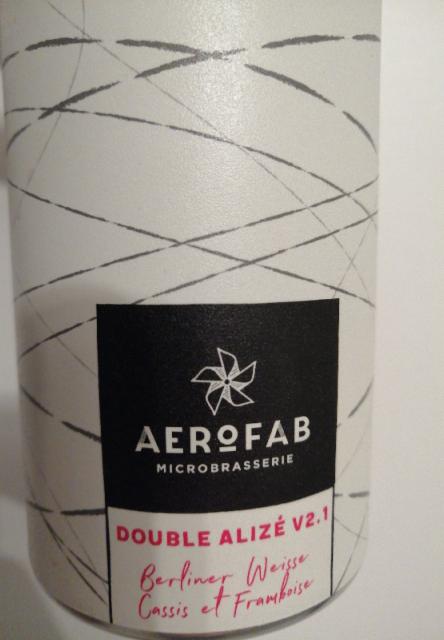 AEROFAB
MICROBRASSERIE
DOUBLE ALIZÉ V2.1
Berliner Weisse
Cassis et Framboise